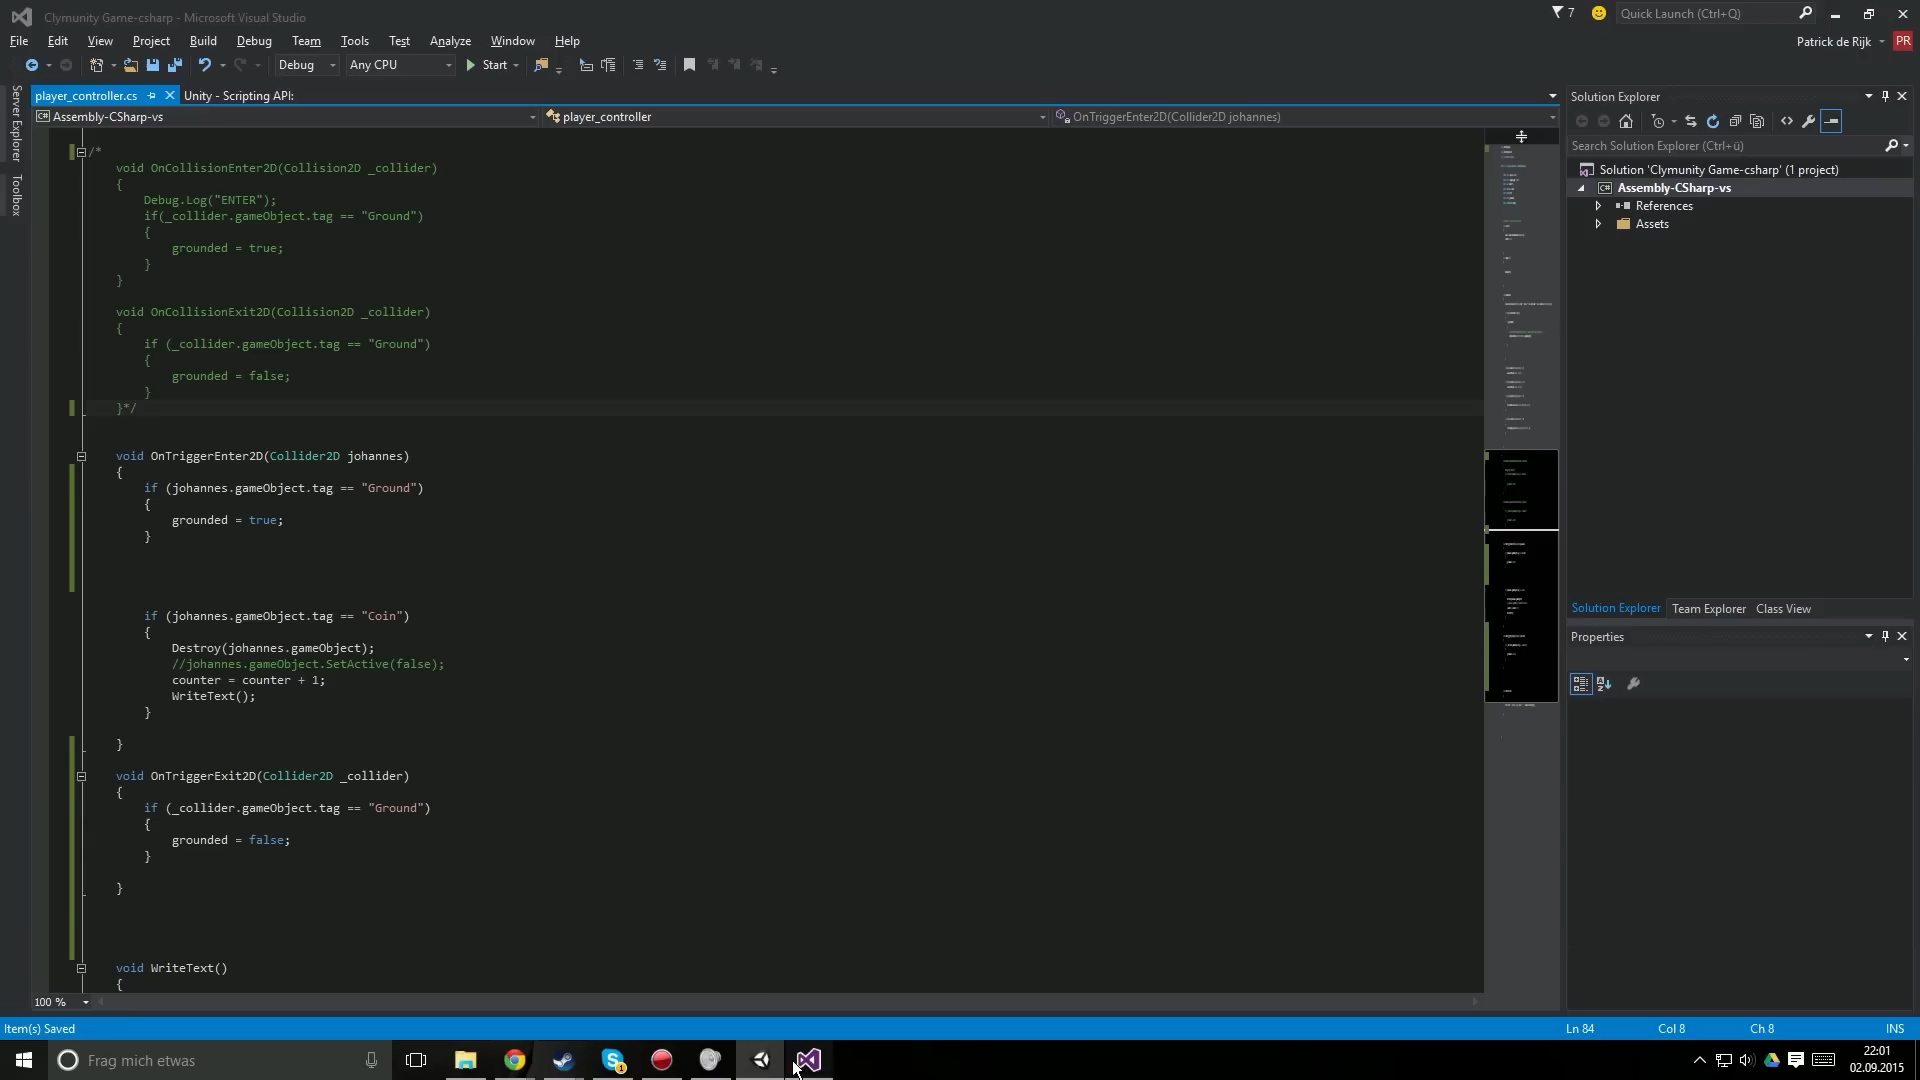 Clymunity Game-csharp - Microsoft Visual Studio
7
Quick Launch (Ctrl+Q)
File Edit View Project Build Debug Team Tools Test Analyze Window Help
Patrick de Rijk
PR
Debug
Any CPU
Start
Server Explorer
Toolbox
player_controller.cs
Unity - Scripting API:
Assembly-CSharp-vs
player_controller
OnTriggerEnter2D(Collider2D johannes)
/*
void OnCollisionEnter2D(Collision2D _collider)
{
Debug.Log("ENTER");
if(_collider.gameObject.tag == "Ground")
{
grounded = true;
}
}
void OnCollisionExit2D(Collision2D _collider)
{
if (_collider.gameObject.tag == "Ground")
{
grounded = false;
}
}*/
void OnTriggerEnter2D(Collider2D johannes)
{
if (johannes.gameObject.tag == "Ground")
{
grounded = true;
}
if (johannes.gameObject.tag == "Coin")
{
Destroy(johannes.gameObject);
//johannes.gameObject.SetActive(false);
counter = counter + 1;
WriteText();
}
}
void OnTriggerExit2D(Collider2D _collider)
{
if (_collider.gameObject.tag == "Ground")
{
grounded = false;
}
}
void WriteText()
{
100 %
Solution Explorer
Search Solution Explorer (Ctrl+ü)
Solution 'Clymunity Game-csharp' (1 project)
C# Assembly-CSharp-vs
References
Assets
Solution Explorer Team Explorer Class View
Properties
Item(s) Saved
Ln 84 Col 8 Ch 8 INS
Frag mich etwas
1
22:01
02.09.2015